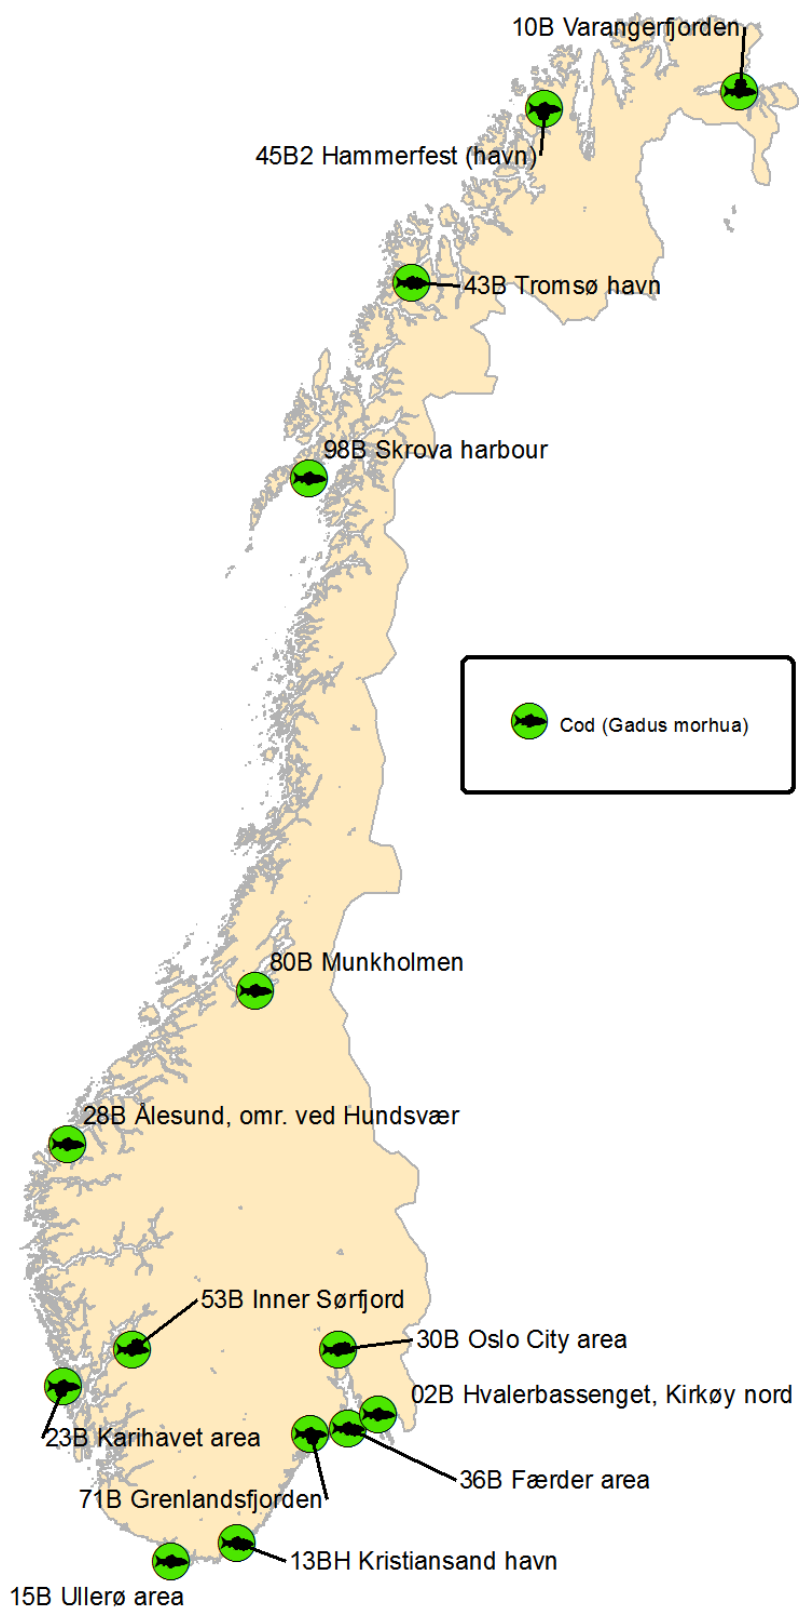 10B Varangerfjorden
45B2 Hammerfest (havn)
43B Tromsø havn
98B Skrova harbour
Cod (Gadus morhua)
80B Munkholmen
28B Ålesund, omr. ved Hundsvær
53B Inner Sørfjord
30B Oslo City area
02B Hvalerbassenget, Kirkøy nord
23B Karihavet area
36B Færder area
71B Grenlandsfjorden
13BH Kristiansand havn
15B Ullerø area